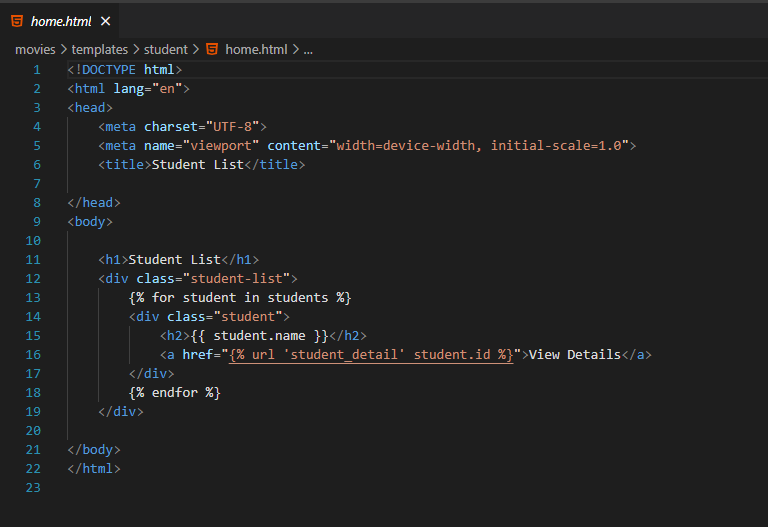 home.html ×
movies > templates > student > home.html > ...
1 <!DOCTYPE html>
2 <html lang="en">
3 <head>
4     <meta charset="UTF-8">
5     <meta name="viewport" content="width=device-width, initial-scale=1.0">
6     <title>Student List</title>
7
8 </head>
9 <body>
10
11     <h1>Student List</h1>
12     <div class="student-list">
13         {% for student in students %}
14         <div class="student">
15             <h2>{{ student.name }}</h2>
16             <a href="{% url 'student_detail' student.id %}">View Details</a>
17         </div>
18         {% endfor %}
19     </div>
20
21 </body>
22 </html>
23